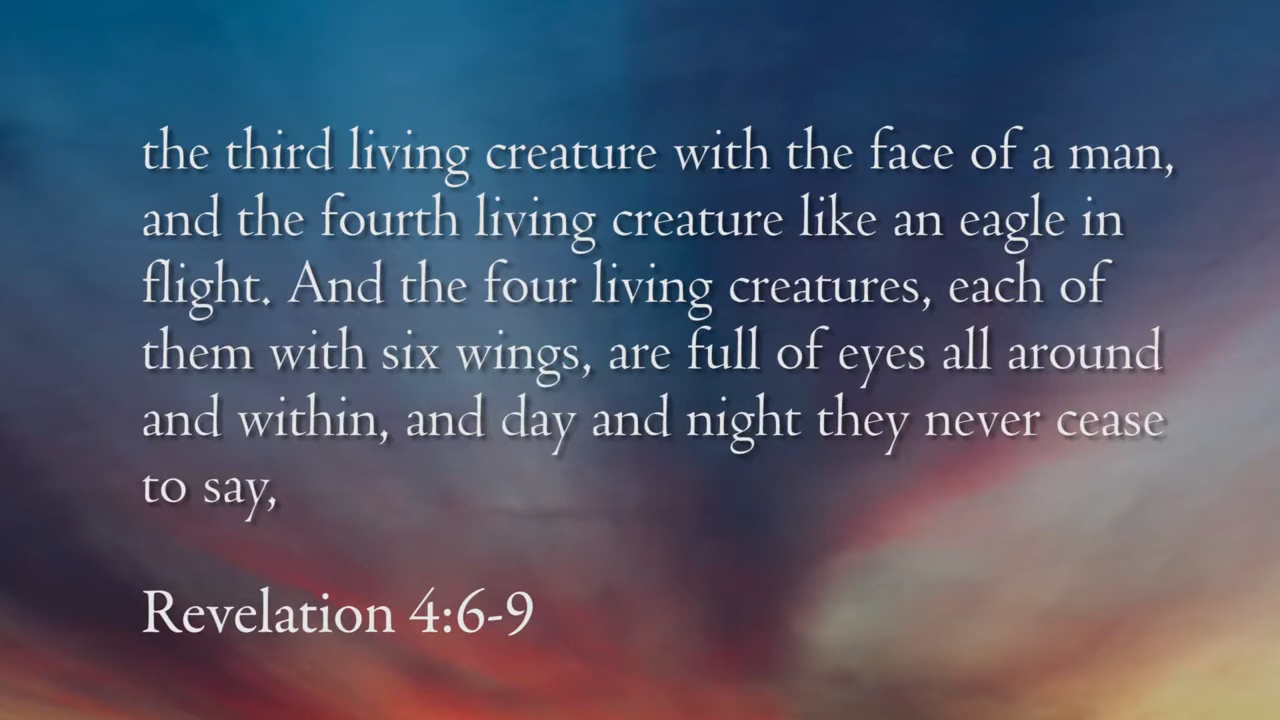 the third living creature with the face of a man,
and the fourth living creature like an eagle in
flight. And the four living creatures, each of
them with six wings, are full of eyes all around
and within, and day and night they never cease
to say,
Revelation 4:6-9